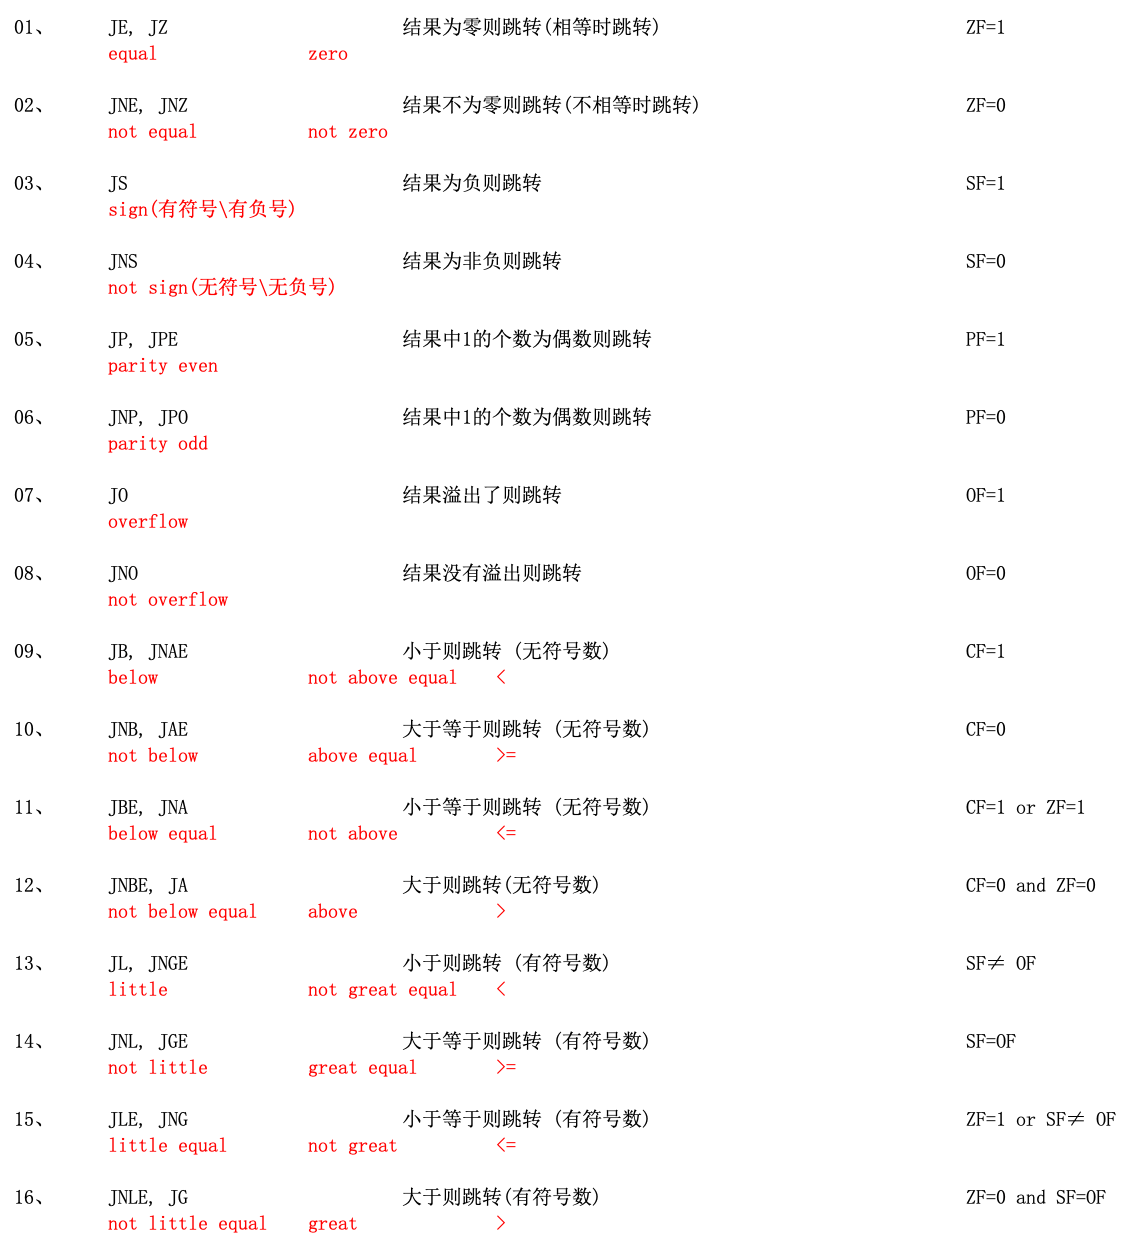 01、 JE, JZ 结果为零则跳转(相等时跳转) ZF=1
equal zero
02、 JNE, JNZ 结果不为零则跳转(不相等时跳转) ZF=0
not equal not zero
03、 JS 结果为负则跳转 SF=1
sign(有符号\有负号)
04、 JNS 结果为非负则跳转 SF=0
not sign(无符号\无负号)
05、 JP, JPE 结果中1的个数为偶数则跳转 PF=1
parity even
06、 JNP, JPO 结果中1的个数为偶数则跳转 PF=0
parity odd
07、 JO 结果溢出了则跳转 OF=1
overflow
08、 JNO 结果没有溢出则跳转 OF=0
not overflow
09、 JB, JNAE 小于则跳转 (无符号数) CF=1
below not above equal <
10、 JNB, JAE 大于等于则跳转 (无符号数) CF=0
not below above equal >=
11、 JBE, JNA 小于等于则跳转 (无符号数) CF=1 or ZF=1
below equal not above <=
12、 JNBE, JA 大于则跳转(无符号数) CF=0 and ZF=0
not below equal above >
13、 JL, JNGE 小于则跳转 (有符号数) SF≠ OF
little not great equal <
14、 JNL, JGE 大于等于则跳转 (有符号数) SF=OF
not little great equal >=
15、 JLE, JNG 小于等于则跳转 (有符号数) ZF=1 or SF≠ OF
little equal not great <=
16、 JNLE, JG 大于则跳转(有符号数) ZF=0 and SF=OF
not little equal great >